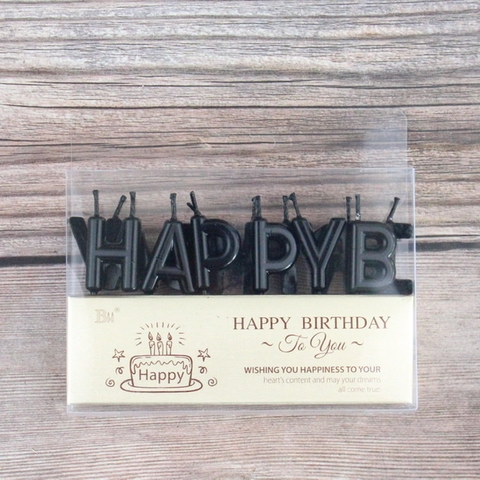 HAPPYB
Bu®
HAPPY BIRTHDAY
~ To You ~
WISHING YOU HAPPINESS TO YOUR
heart's content and may your dreams
all come true
Happy